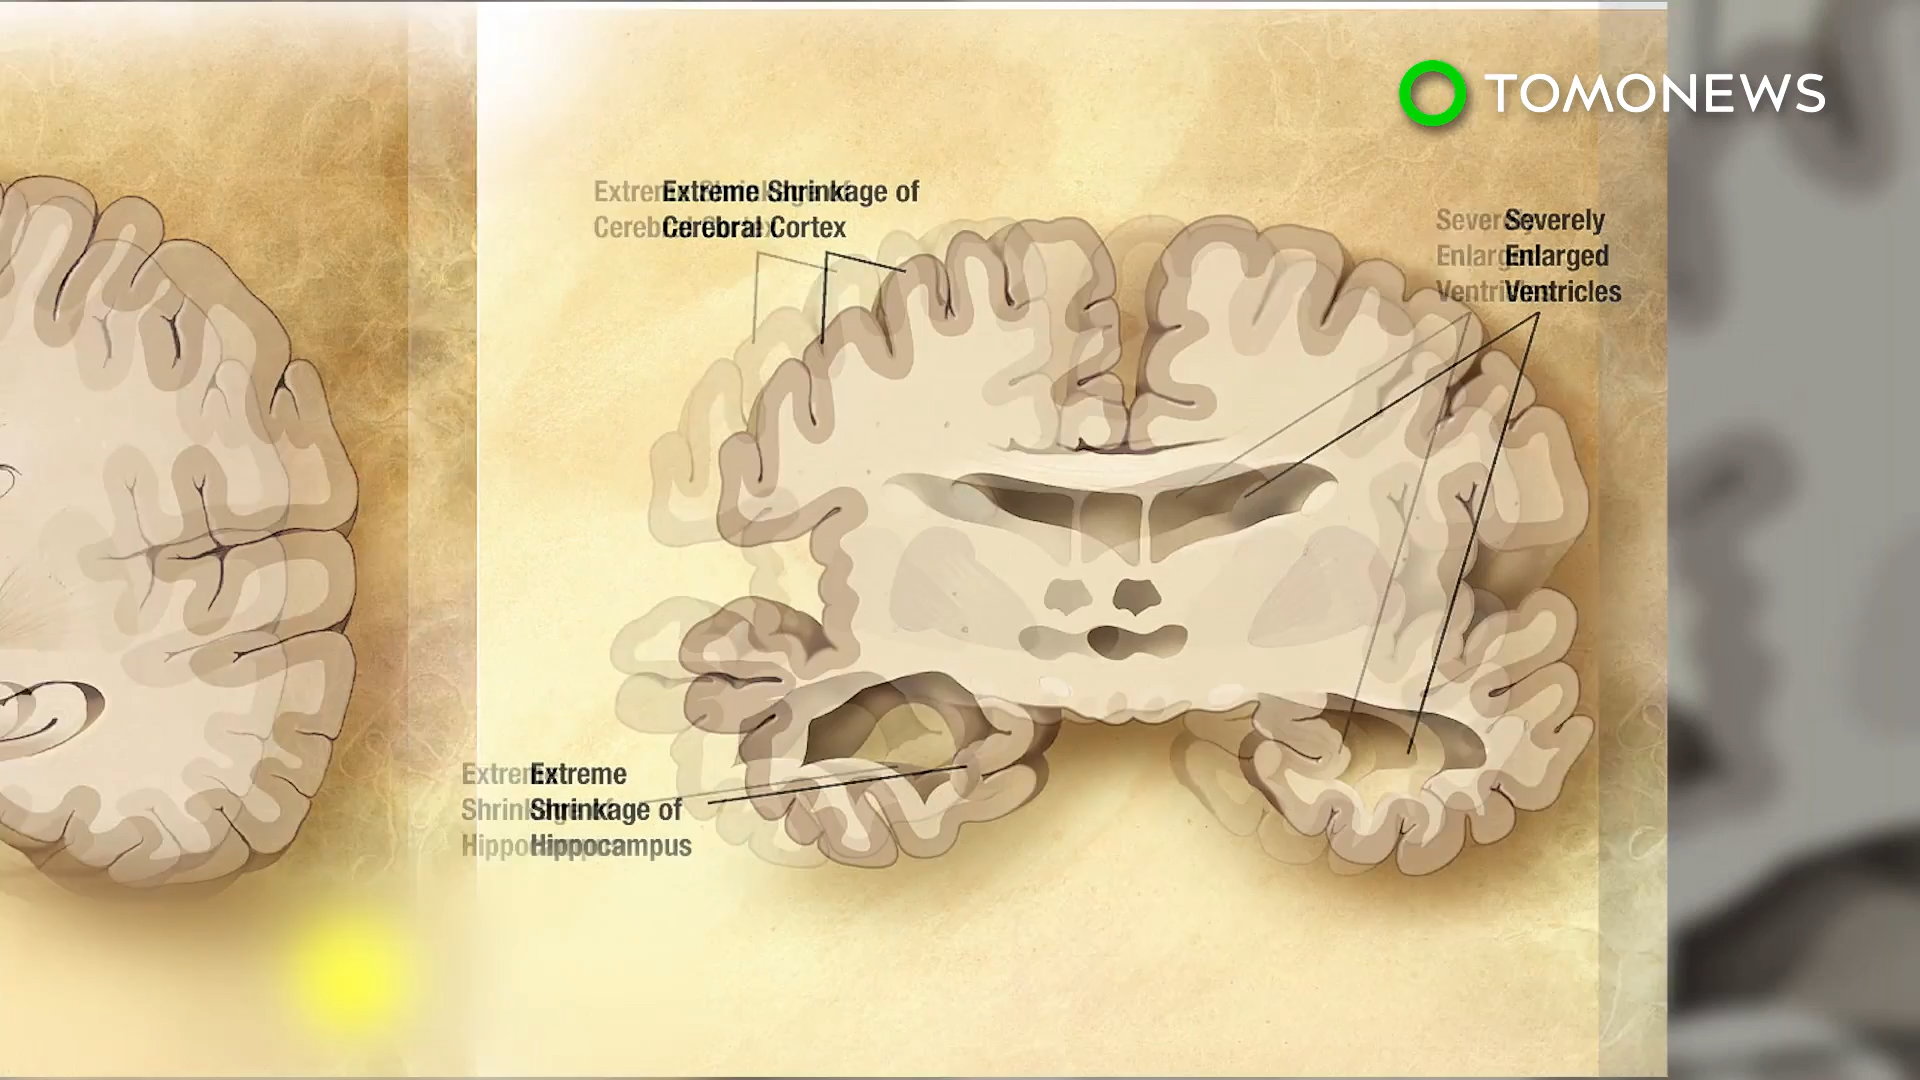 TOMONEWS
Extreme Shrinkage of
Cerebral Cortex
Severely
Enlarged
Ventricles
Extreme
Shrinkage of
Hippocampus